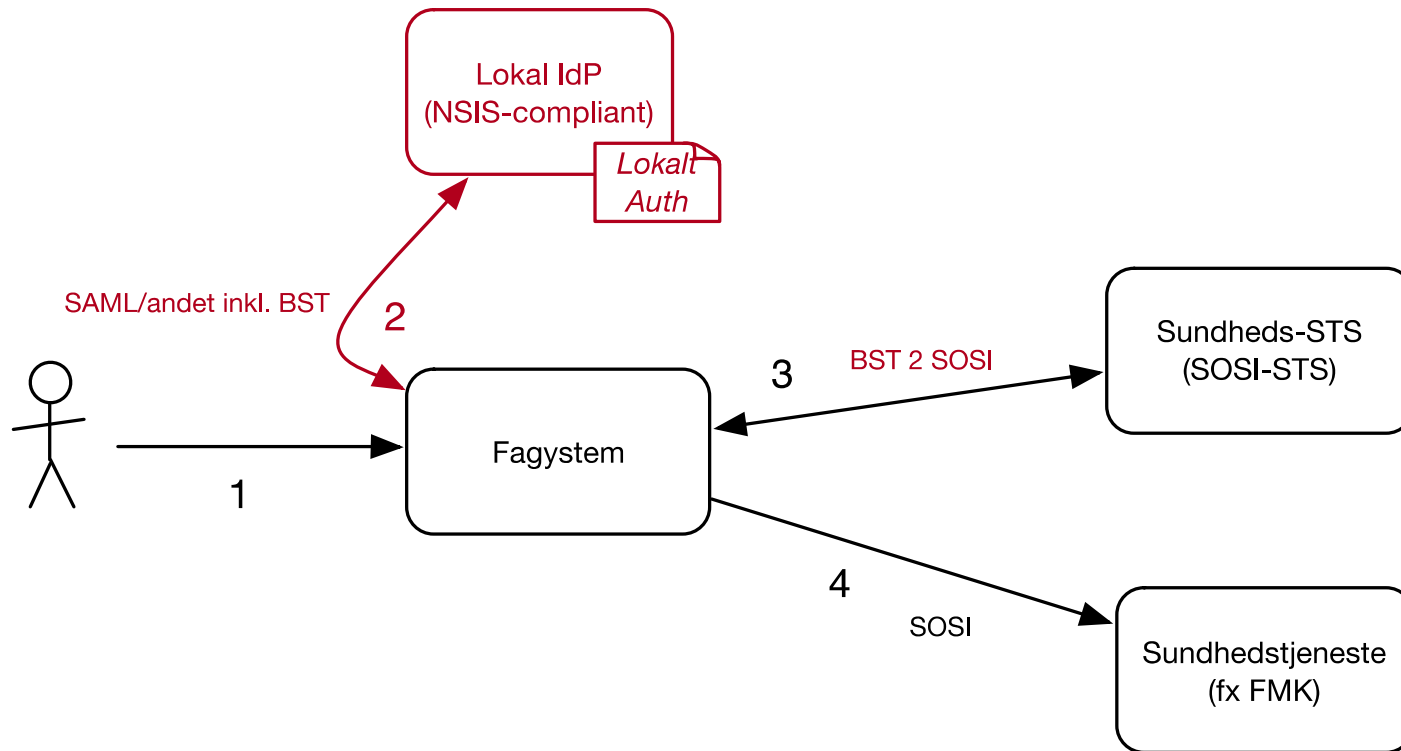 Lokal IdP
(NSIS-compliant)
Lokalt
Auth
SAML/andet inkl. BST
2
Sundheds-STS
(SOSI-STS)
3
BST 2 SOSI
Fagystem
1
4
SOSI
Sundhedstjeneste
(fx FMK)